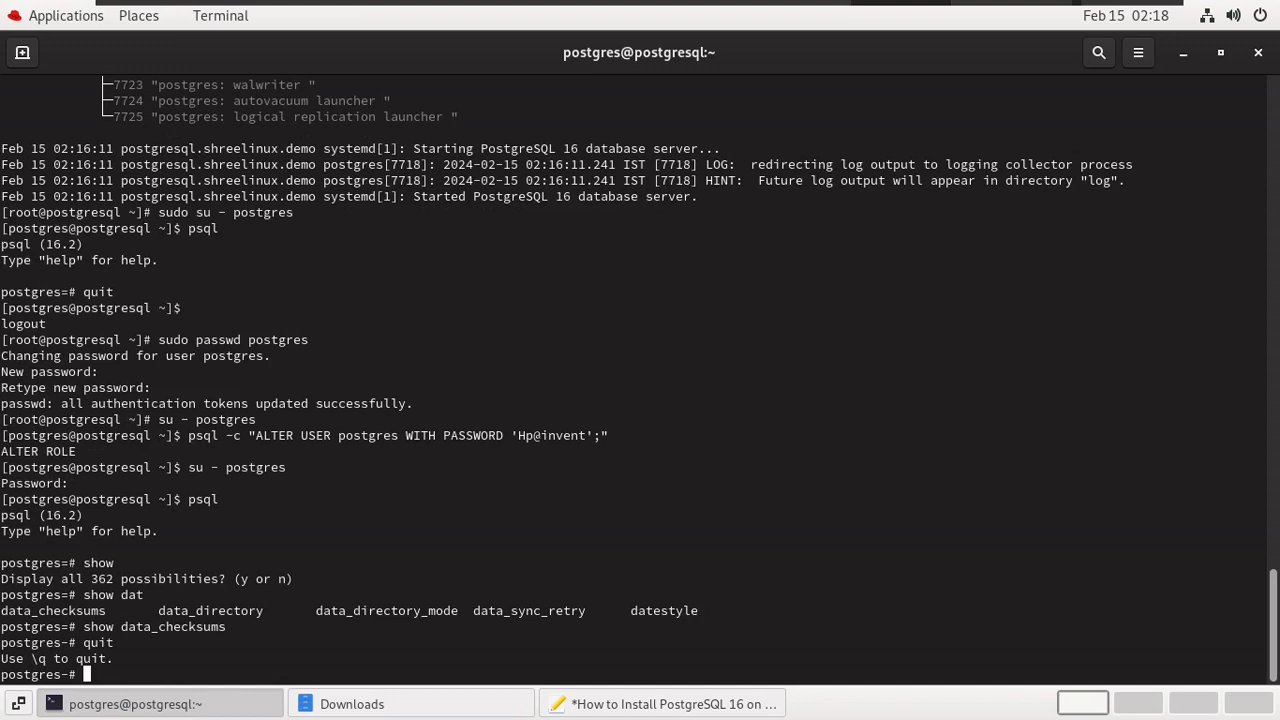 Applications Places Terminal Feb 15 02:18
postgres@postgresql:~
├─7723 "postgres: walwriter "
├─7724 "postgres: autovacuum launcher "
└─7725 "postgres: logical replication launcher "
Feb 15 02:16:11 postgresql.shreelinux.demo systemd[1]: Starting PostgreSQL 16 database server...
Feb 15 02:16:11 postgresql.shreelinux.demo postgres[7718]: 2024-02-15 02:16:11.241 IST [7718] LOG:  redirecting log output to logging collector process
Feb 15 02:16:11 postgresql.shreelinux.demo postgres[7718]: 2024-02-15 02:16:11.241 IST [7718] HINT:  Future log output will appear in directory "log".
Feb 15 02:16:11 postgresql.shreelinux.demo systemd[1]: Started PostgreSQL 16 database server.
[root@postgresql ~]# sudo su - postgres
[postgres@postgresql ~]$ psql
psql (16.2)
Type "help" for help.
postgres=# quit
[postgres@postgresql ~]$
logout
[root@postgresql ~]# sudo passwd postgres
Changing password for user postgres.
New password:
Retype new password:
passwd: all authentication tokens updated successfully.
[root@postgresql ~]# su - postgres
[postgres@postgresql ~]$ psql -c "ALTER USER postgres WITH PASSWORD 'Hp@invent';"
ALTER ROLE
[postgres@postgresql ~]$ su - postgres
Password:
[postgres@postgresql ~]$ psql
psql (16.2)
Type "help" for help.
postgres=# show
Display all 362 possibilities? (y or n)
postgres=# show dat
data_checksums       data_directory       data_directory_mode  data_sync_retry      datestyle
postgres=# show data_checksums
postgres-# quit
Use \q to quit.
postgres-#
postgres@postgresql:~ Downloads *How to Install PostgreSQL 16 on ...